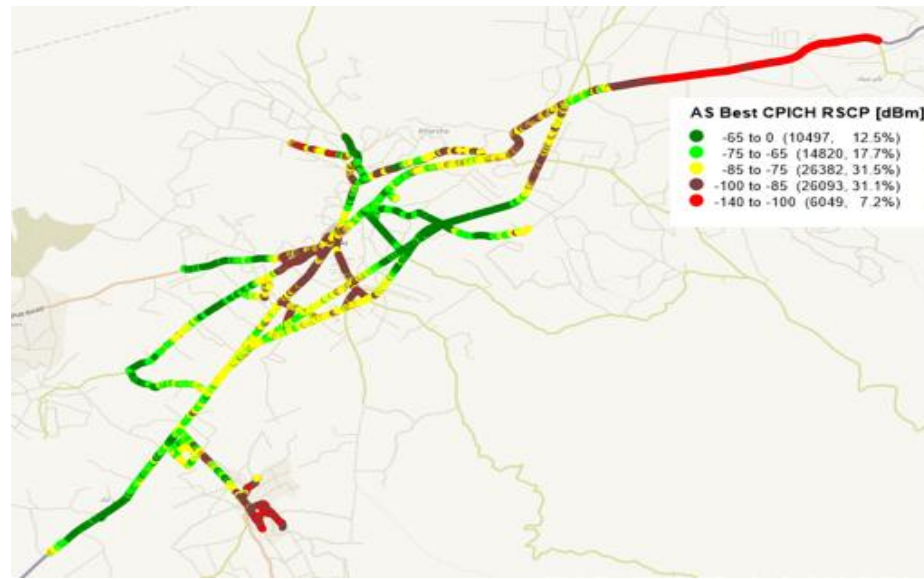 AS Best CPICH RSCP [dBm]
-65 to 0 (10497, 12.5%)
-75 to -65 (14820, 17.7%)
-85 to -75 (26382, 31.5%)
-100 to -85 (26093, 31.1%)
-140 to -100 (6049, 7.2%)